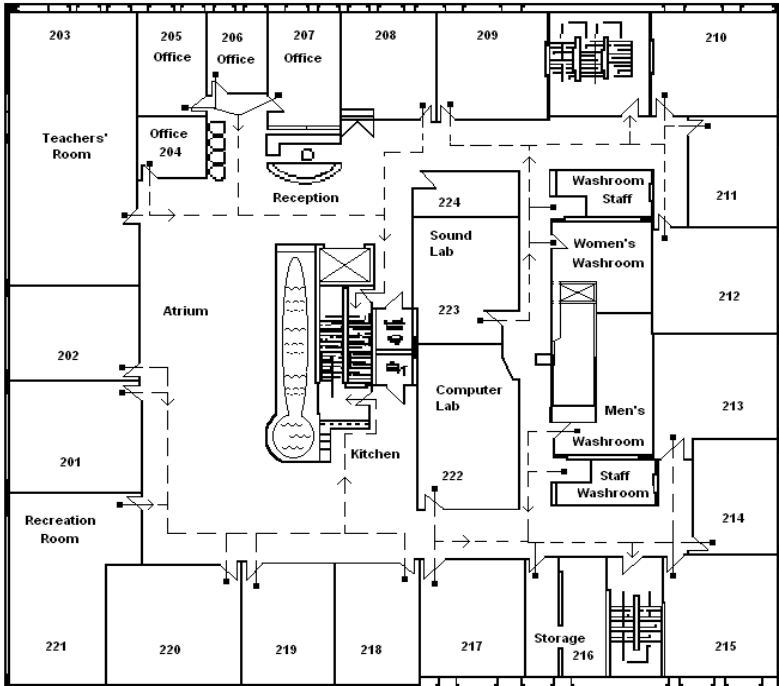 203
205
Office
206
Office
207
Office
208
209
210
Teachers'
Room
Office
204
Reception
224
Washroom
Staff
211
Sound
Lab
223
Women's
Washroom
212
Atrium
202
Computer
Lab
222
Men's
Washroom
213
201
Kitchen
Staff
Washroom
214
Recreation
Room
221
220
219
218
217
Storage
216
215